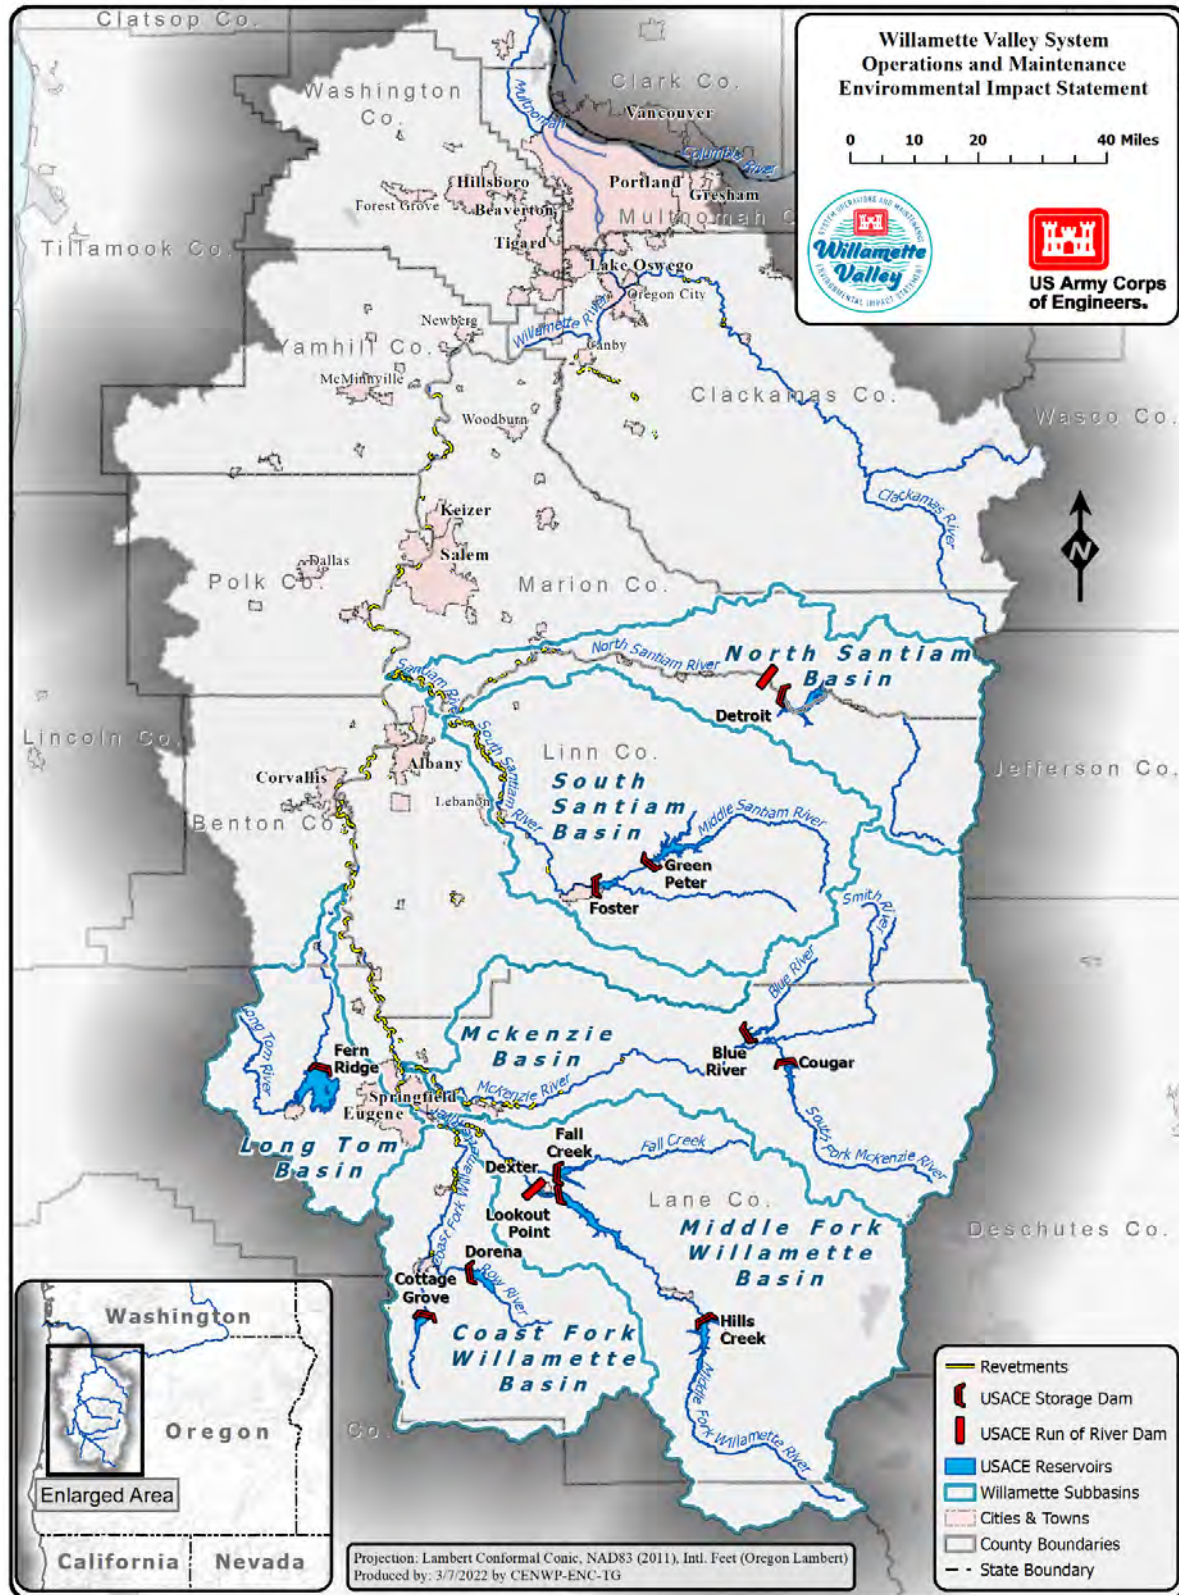 Clatsop Co.
Washington
Co.
Clark Co.
Vancouver
Multnomah
Columbia River
Willamette Valley System
Operations and Maintenance
Environmental Impact Statement
0 10 20 40 Miles
SYSTEM OPERATIONS AND MAINTENANCE
Willamette
Valley
ENVIRONMENTAL IMPACT STATEMENT
US Army Corps
of Engineers®
Hillsboro
Portland
Gresham
Forest Grove
Beaverton
Multnomah C
Tigard
Tillamook Co.
Lake Oswego
Oregon City
Newberg
Willamette River
Yamhill Co.
Canby
McMinnville
Clackamas Co.
Wasco Co.
Woodburn
Clackamas River
Keizer
Salem
N
Dallas
Polk Co.
Marion Co.
North Santiam River
North Santiam
Basin
Santiam River
Detroit
Lincoln Co.
South Santiam
River
Linn Co.
Jefferson Co.
Albany
Corvallis
South
Santiam
Basin
Lebanon
Benton Co.
Middle Santiam River
Green
Peter
Foster
Smith River
Blue River
Long Tom River
Mckenzie
Basin
Fern
Ridge
Blue
River
Cougar
McKenzie River
Springfield
Eugene
South Fork McKenzie River
Long Tom
Basin
Fall
Creek
Fall Creek
Dexter
Lookout
Point
Lane Co.
Middle Fork
Willamette
Basin
Deschutes Co.
Coast Fork Willamette
Dorena
Row River
Cottage
Grove
Hills
Creek
Coast Fork
Willamette
Basin
Middle Fork Willamette River
Co.
Washington
Oregon
Enlarged Area
California
Nevada
Projection: Lambert Conformal Conic, NAD83 (2011), Intl. Feet (Oregon Lambert)
Produced by: 3/7/2022 by CENWP-ENC-TG
Revetments
USACE Storage Dam
USACE Run of River Dam
USACE Reservoirs
Willamette Subbasins
Cities & Towns
County Boundaries
State Boundary